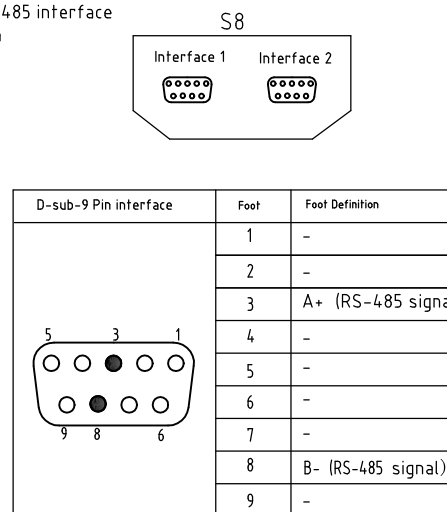 485 interface
S8
Interface 1 Interface 2
D-sub-9 Pin interface Foot Foot Definition
1 -
2 -
3 A+ (RS-485 signa
4 -
5 -
6 -
7 -
8 B- (RS-485 signal)
9 -
5 3 1
9 8 6